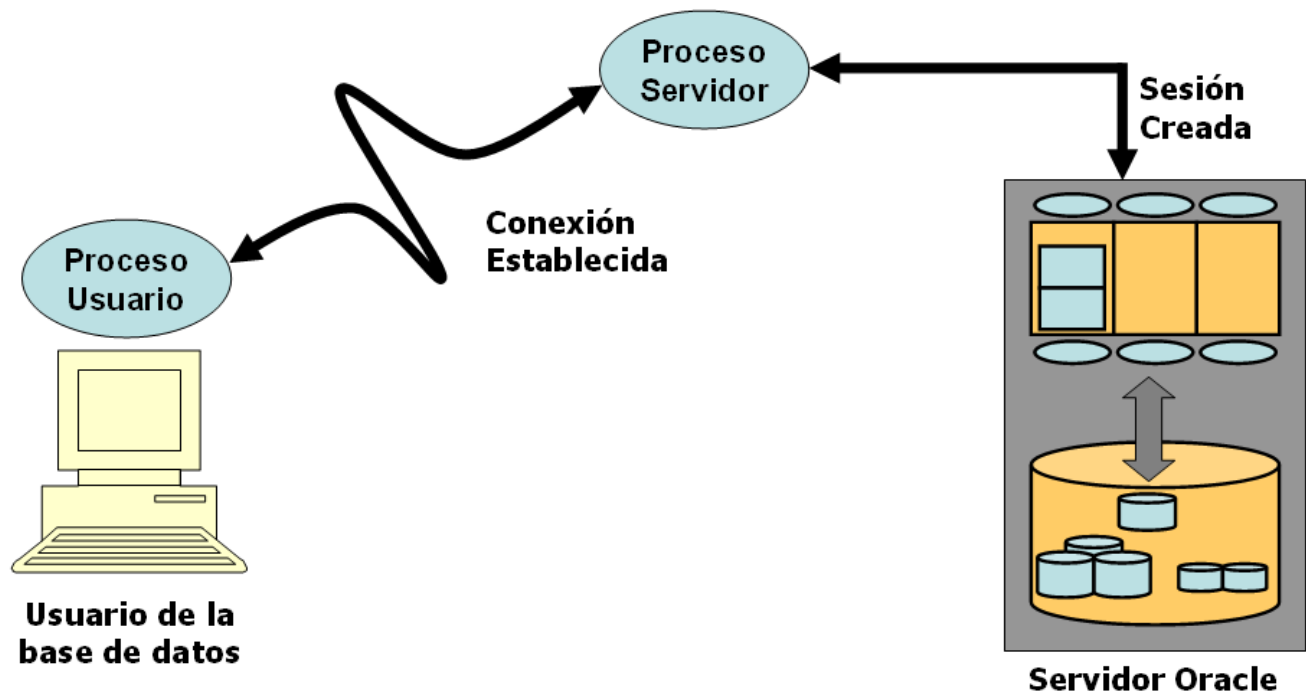 Proceso
Servidor
Sesión
Creada
Conexión
Establecida
Proceso
Usuario
Usuario de la
base de datos
Servidor Oracle